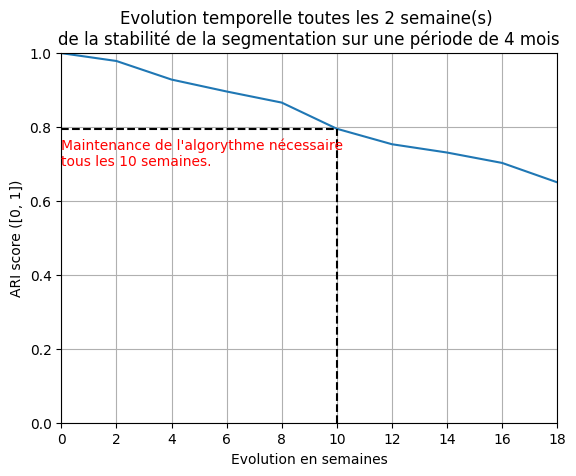 Evolution temporelle toutes les 2 semaine(s)
de la stabilité de la segmentation sur une période de 4 mois
1.0
0.8
Maintenance de l'algorythme nécessaire
tous les 10 semaines.
0.6
0.4
0.2
0.0
ARI score ([0, 1])
0 2 4 6 8 10 12 14 16 18
Evolution en semaines